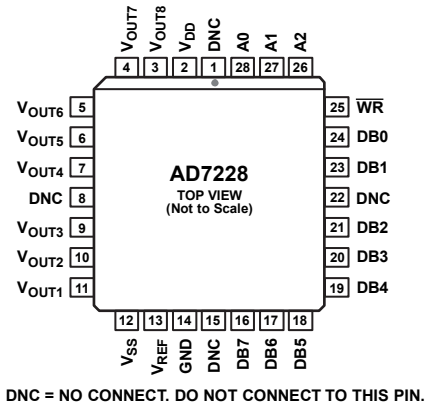 VOUT7 VOUT8 VDD DNC A0 A1 A2
4 3 2 1 28 27 26
VOUT6 5
25 WR
VOUT5 6
24 DB0
VOUT4 7
23 DB1
DNC 8
22 DNC
VOUT3 9
21 DB2
VOUT2 10
20 DB3
VOUT1 11
19 DB4
AD7228
TOP VIEW
(Not to Scale)
12 13 14 15 16 17 18
VSS VREF GND DNC DB7 DB6 DB5
DNC = NO CONNECT. DO NOT CONNECT TO THIS PIN.